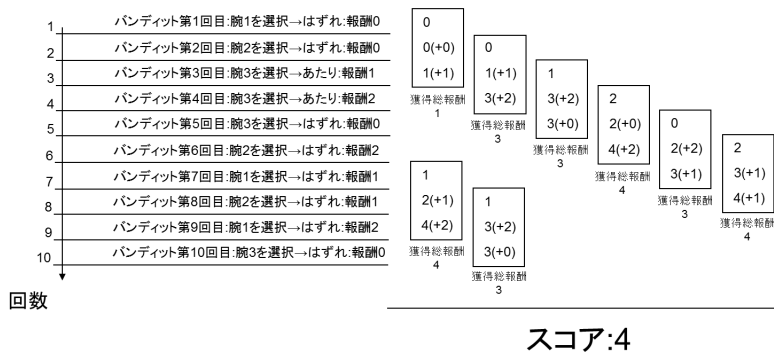 1
バンディット第1回目:腕1を選択→はずれ:報酬0
2
バンディット第2回目:腕2を選択→はずれ:報酬0
3
バンディット第3回目:腕3を選択→あたり:報酬1
4
バンディット第4回目:腕3を選択→あたり:報酬2
5
バンディット第5回目:腕3を選択→はずれ:報酬0
6
バンディット第6回目:腕2を選択→はずれ:報酬2
7
バンディット第7回目:腕1を選択→はずれ:報酬1
8
バンディット第8回目:腕2を選択→はずれ:報酬1
9
バンディット第9回目:腕1を選択→はずれ:報酬2
10
バンディット第10回目:腕3を選択→はずれ:報酬0
回数
0
0(+0)
1(+1)
獲得総報酬
1
0
1(+1)
3(+2)
獲得総報酬
3
1
3(+2)
3(+0)
獲得総報酬
3
2
2(+0)
4(+2)
獲得総報酬
4
0
2(+2)
3(+1)
獲得総報酬
3
2
3(+1)
4(+1)
獲得総報酬
4
1
2(+1)
4(+2)
獲得総報酬
4
1
3(+2)
3(+0)
獲得総報酬
3
スコア:4